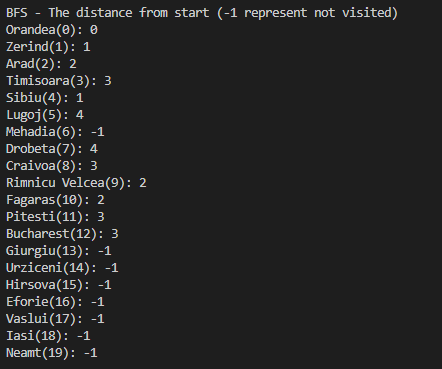 BFS - The distance from start (-1 represent not visited)
Orandea(0): 0
Zerind(1): 1
Arad(2): 2
Timisoara(3): 3
Sibiu(4): 1
Lugoj(5): 4
Mehadia(6): -1
Drobeta(7): 4
Craivoa(8): 3
Rimnicu Velcea(9): 2
Fagaras(10): 2
Pitesti(11): 3
Bucharest(12): 3
Giurgiu(13): -1
Urziceni(14): -1
Hirsova(15): -1
Eforie(16): -1
Vaslui(17): -1
Iasi(18): -1
Neamt(19): -1